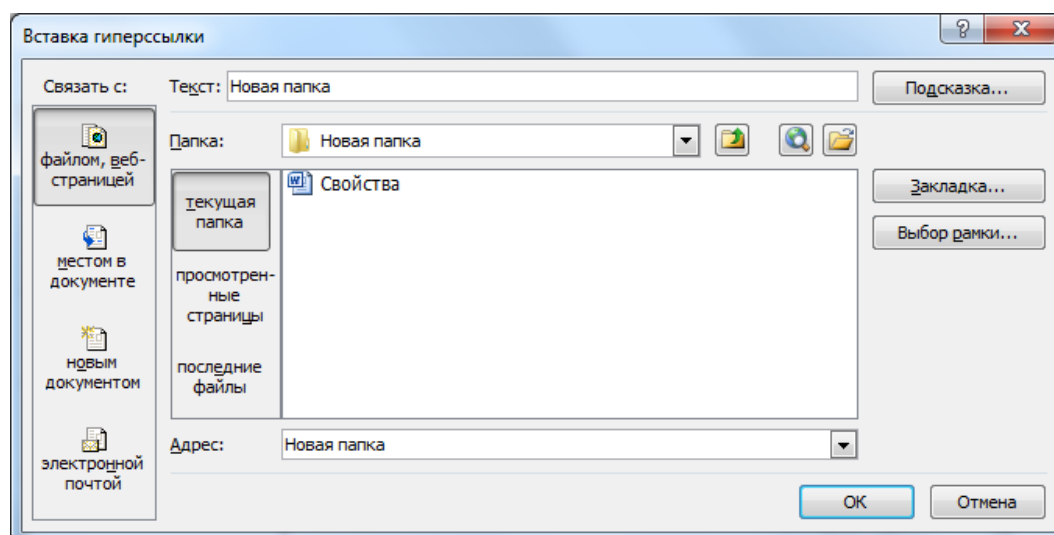 Вставка гиперссылки
Связать с:
Текст: Новая папка
Подсказка...
файлом, веб-
страницей
местом в
документе
новым
документом
электронной
почтой
Папка: Новая папка
текущая
папка
просмотрен-
ные
страницы
последние
файлы
Свойства
Закладка...
Выбор рамки...
Адрес: Новая папка
ОК
Отмена